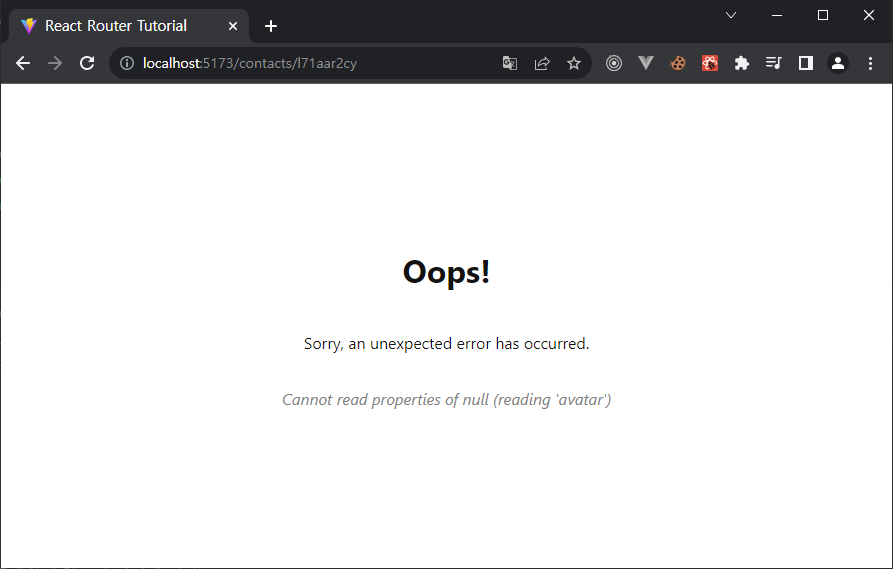 React Router Tutorial
localhost:5173/contacts/l71aar2cy
Oops!
Sorry, an unexpected error has occurred.
Cannot read properties of null (reading 'avatar')